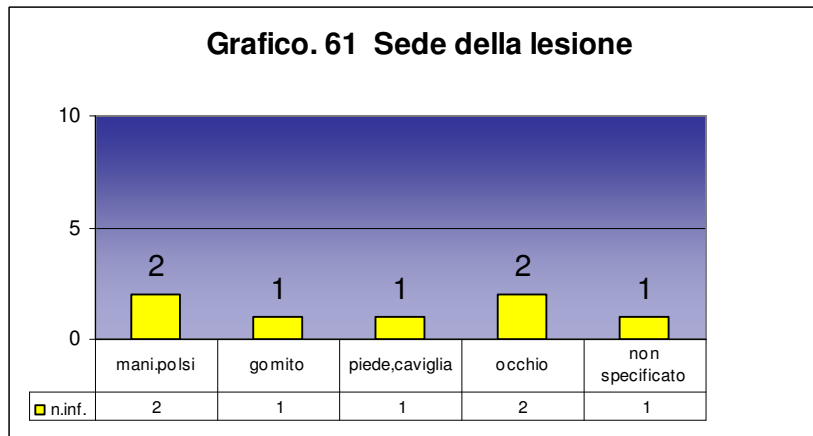 Grafico. 61 Sede della lesione
10
5
0
2
1
1
2
1
mani.polsi
gomito
piede,caviglia
occhio
non
specificato
n.inf.
2
1
1
2
1